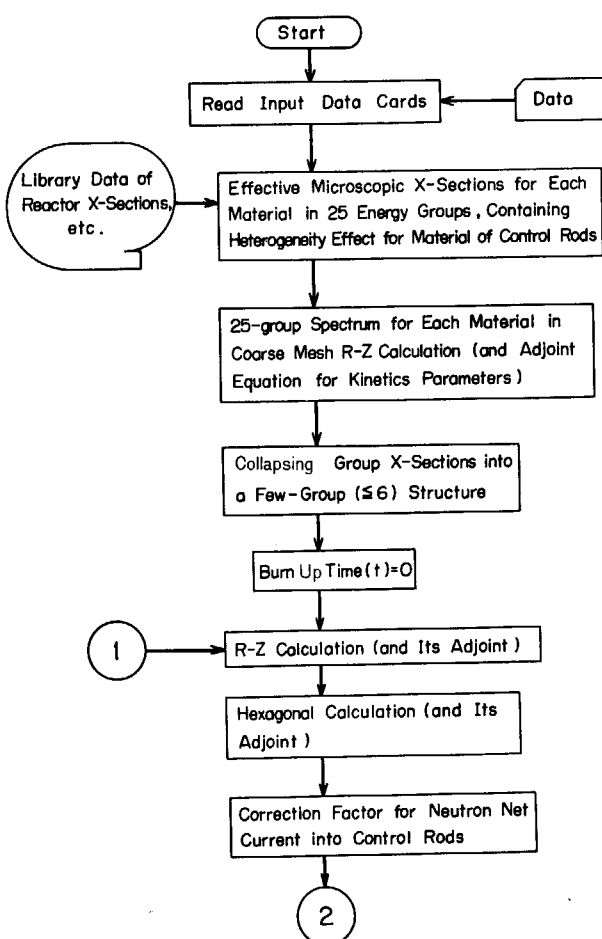 Start
Read Input Data Cards
Data
Library Data of
Reactor X-Sections,
etc.
Effective Microscopic X-Sections for Each
Material in 25 Energy Groups, Containing
Heterogeneity Effect for Material of Control Rods
25-group Spectrum for Each Material in
Coarse Mesh R-Z Calculation (and Adjoint
Equation for Kinetics Parameters)
Collapsing Group X-Sections into
a Few-Group (≦6) Structure
Burn Up Time(t)=0
1
R-Z Calculation (and Its Adjoint)
Hexagonal Calculation (and Its
Adjoint)
Correction Factor for Neutron Net
Current into Control Rods
2